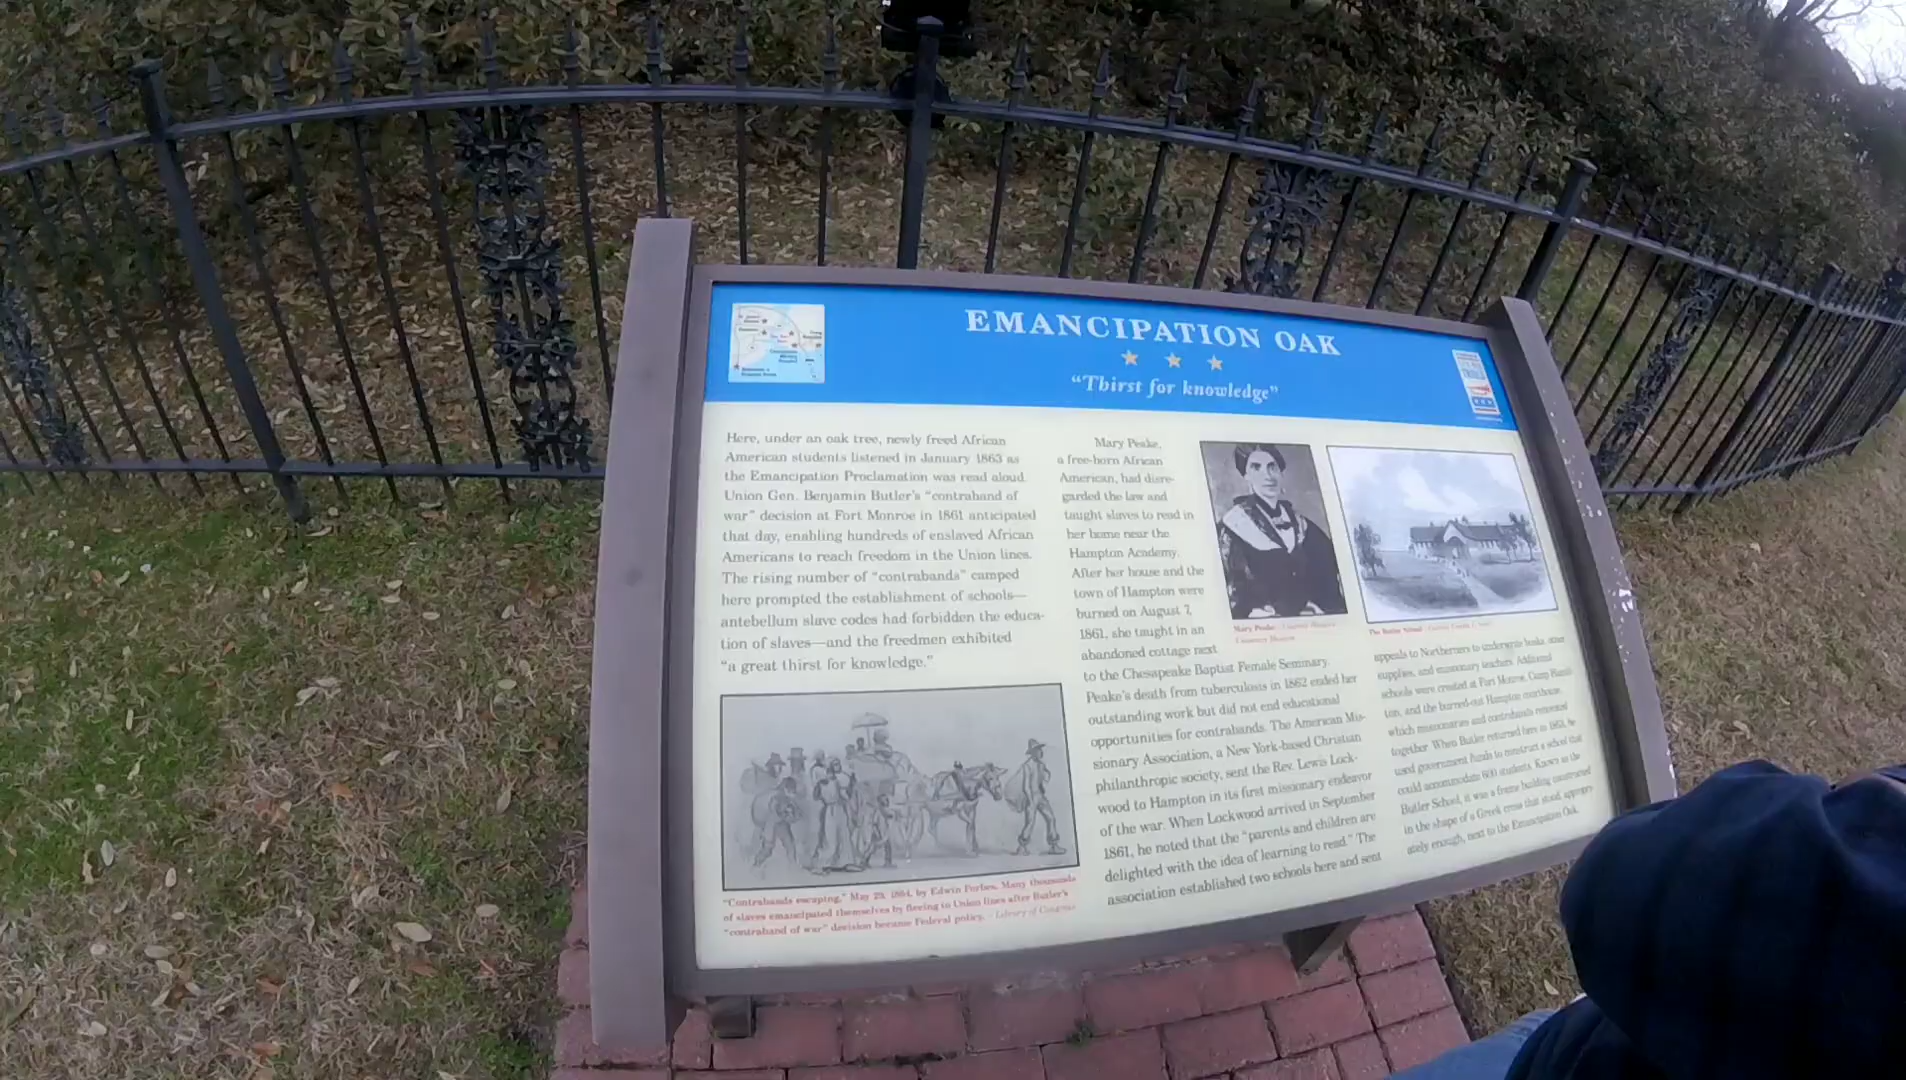 EMANCIPATION OAK
"Thirst for knowledge"
Here, under an oak tree, newly freed African
American students listened in January 1863 as
the Emancipation Proclamation was read aloud.
Union Gen. Benjamin Butler's "contraband of
war" decision at Fort Monroe in 1861 anticipated
that day, enabling hundreds of enslaved African
Americans to reach freedom in the Union lines.
The rising number of "contrabands" camped
here prompted the establishment of schools—
antebellum slave codes had forbidden the educa-
tion of slaves—and the freedmen exhibited
"a great thirst for knowledge."
"Contrabands escaping," May 29, 1864, by Edwin Forbes. Many thousands
of slaves emancipated themselves by fleeing to Union lines after Butler's
"contraband of war" decision became Federal policy. - Library of Congress
Mary Peake,
a free-born African
American, had disre-
garded the law and
taught slaves to read in
her home near the
Hampton Academy.
After her house and the
town of Hampton were
burned on August 7,
1861, she taught in an
abandoned cottage next
to the Chesapeake Baptist Female Seminary.
Peake's death from tuberculosis in 1862 ended her
outstanding work but did not end educational
opportunities for contrabands. The American Mis-
sionary Association, a New York-based Christian
philanthropic society, sent the Rev. Lewis Lock-
wood to Hampton in its first missionary endeavor
of the war. When Lockwood arrived in September
1861, he noted that the "parents and children are
delighted with the idea of learning to read." The
association established two schools here and sent
Mary Peake
The Butler School
appeals to Northerners to underwrite books, other
supplies, and missionary teachers. Additional
schools were created at Fort Monroe, Camp Hamil-
ton, and the burned-out Hampton courthouse,
which missionaries and contrabands renovated
together. When Butler returned here in 1863, he
used government funds to construct a school that
could accommodate 600 students. Known as the
Butler School, it was a frame building constructed
in the shape of a Greek cross that stood, appropri-
ately enough, next to the Emancipation Oak.